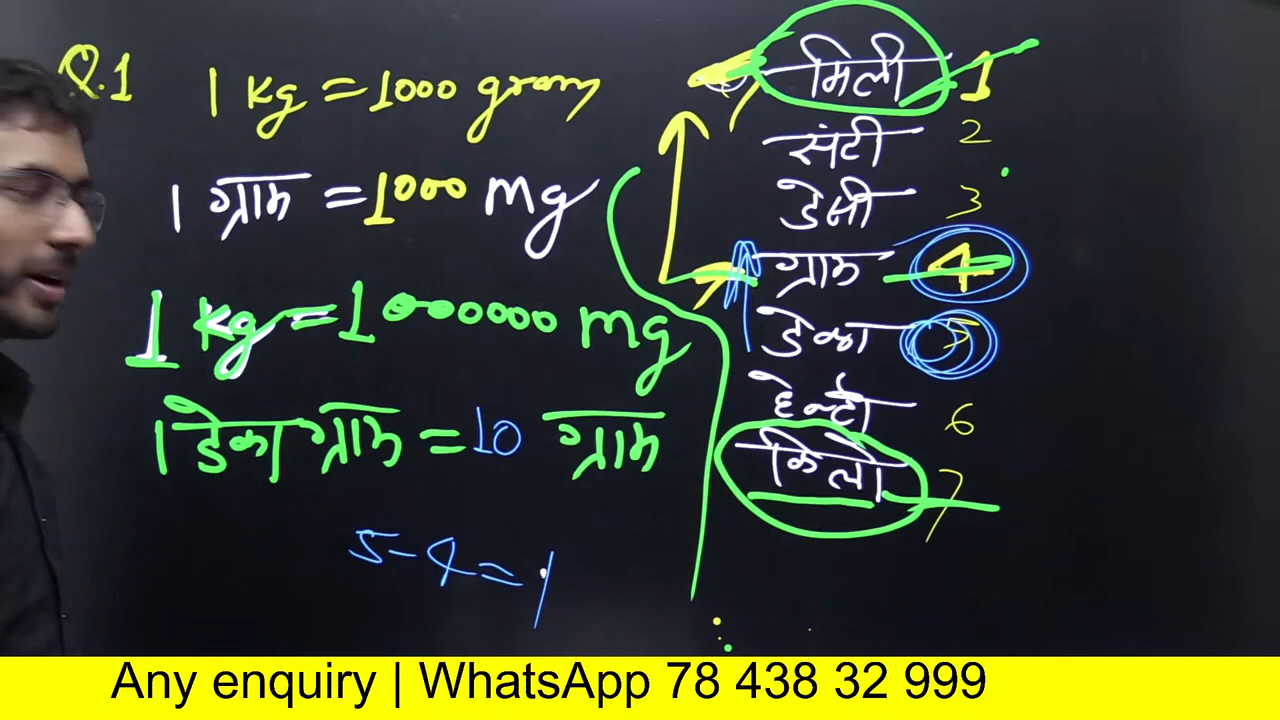 Q.1
1 kg = 1000 gram
1 ग्राम = 1000 mg
1 kg = 1000000 mg
1 डेका ग्राम = 10 ग्राम
5-4=1
मिली 1
संटी 2
डेसी 3
ग्राम 4
डेका 5
हेक्टो 6
किलो 7
Any enquiry | WhatsApp 78 438 32 999